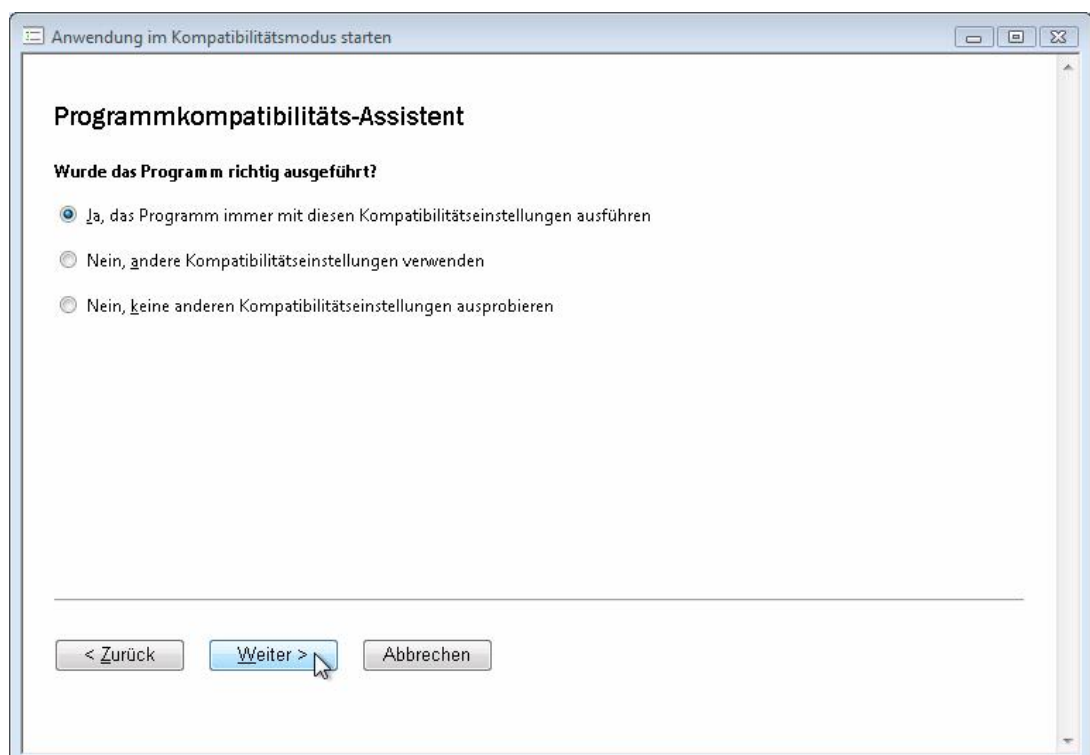 Anwendung im Kompatibilitätsmodus starten
Programmkompatibilitäts-Assistent
Wurde das Programm richtig ausgeführt?
Ja, das Programm immer mit diesen Kompatibilitätseinstellungen ausführen
Nein, andere Kompatibilitätseinstellungen verwenden
Nein, keine anderen Kompatibilitätseinstellungen ausprobieren
< Zurück Weiter > Abbrechen